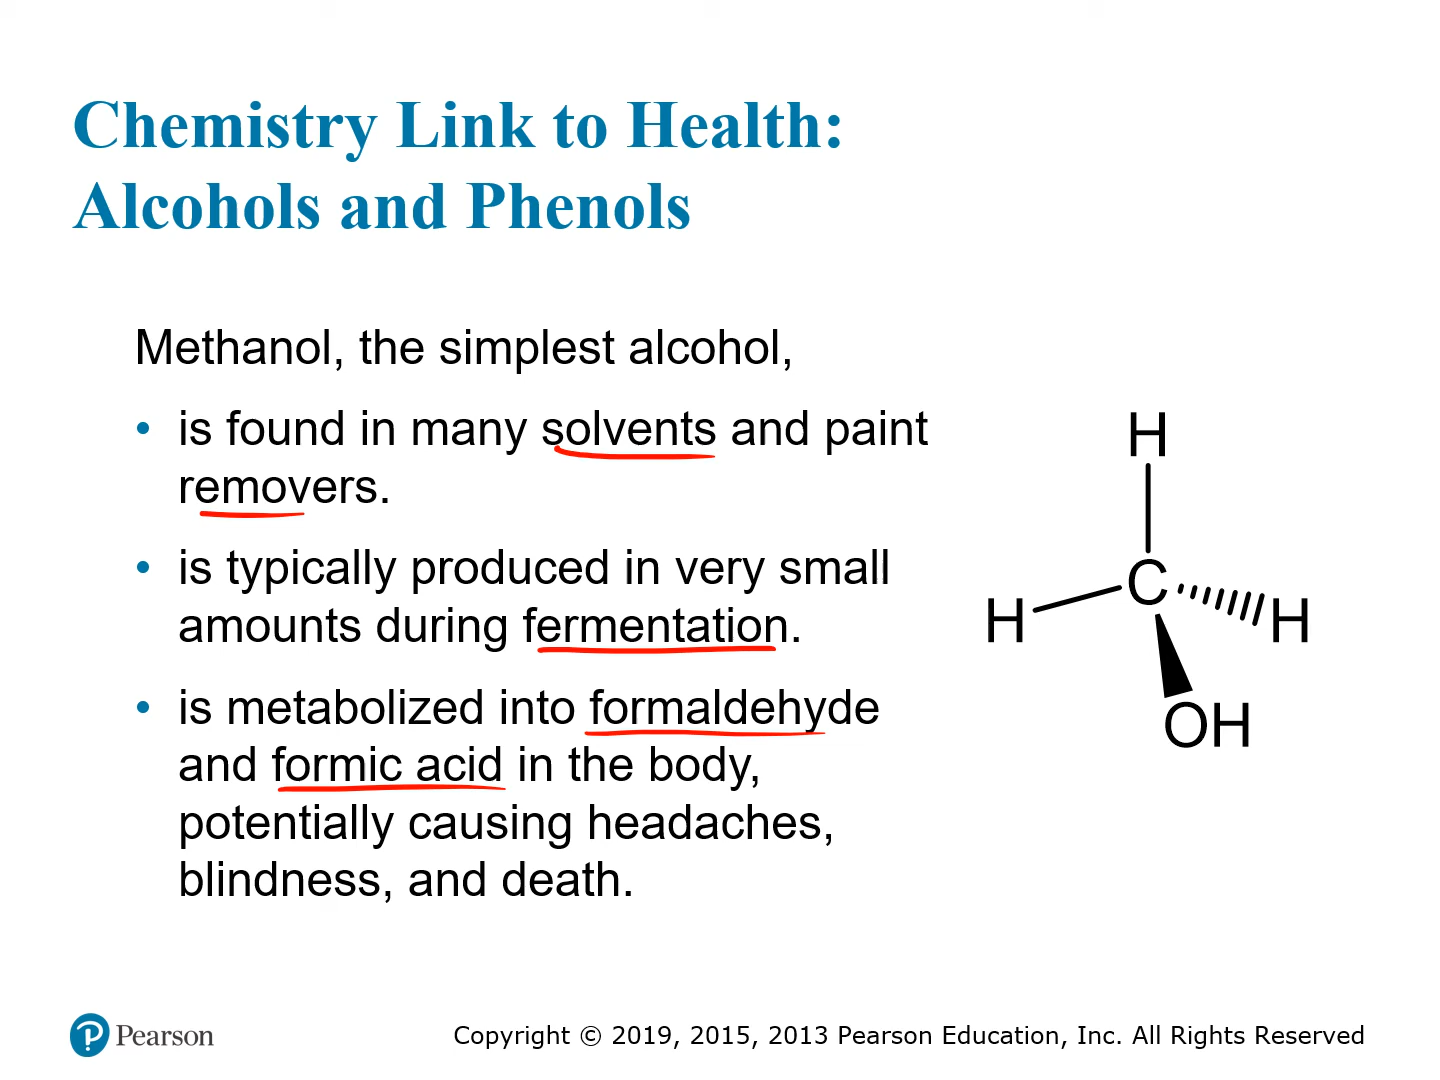 Chemistry Link to Health:
Alcohols and Phenols
Methanol, the simplest alcohol,
• is found in many solvents and paint
removers.
• is typically produced in very small
amounts during fermentation.
• is metabolized into formaldehyde
and formic acid in the body,
potentially causing headaches,
blindness, and death.
H
C
H
H
OH
Pearson
Copyright © 2019, 2015, 2013 Pearson Education, Inc. All Rights Reserved